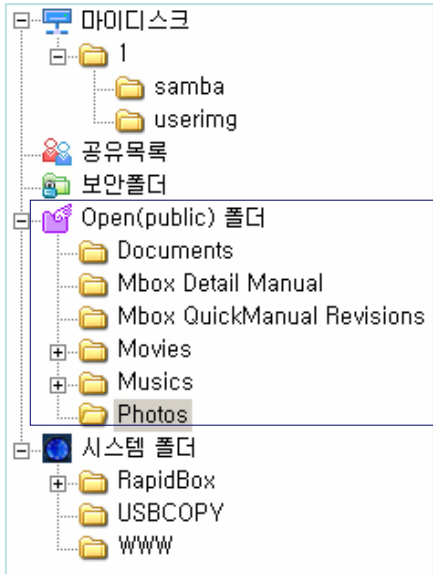 마이디스크
1
samba
userimg
공유목록
보안폴더
Open(public) 폴더
Documents
Mbox Detail Manual
Mbox QuickManual Revisions
Movies
Musics
Photos
시스템 폴더
RapidBox
USBCOPY
WWW